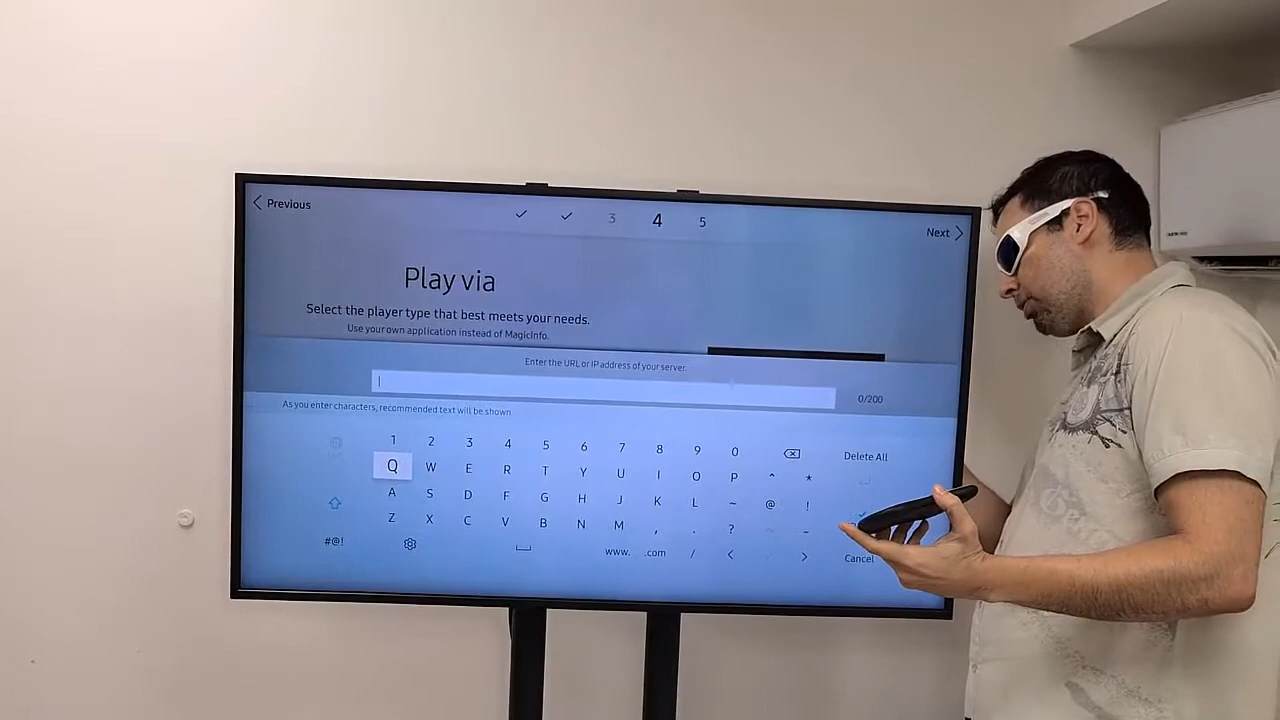 Previous
3 4 5
Next
Play via
Select the player type that best meets your needs.
Use your own application instead of MagicInfo.
Enter the URL or IP address of your server.
0/200
As you enter characters, recommended text will be shown
1 2 3 4 5 6 7 8 9 0
Delete All
Q W E R T Y U I O P ^ *
A S D F G H J K L ~ @ !
Z X C V B N M , . ? -
#@!
www. .com / < >
Cancel